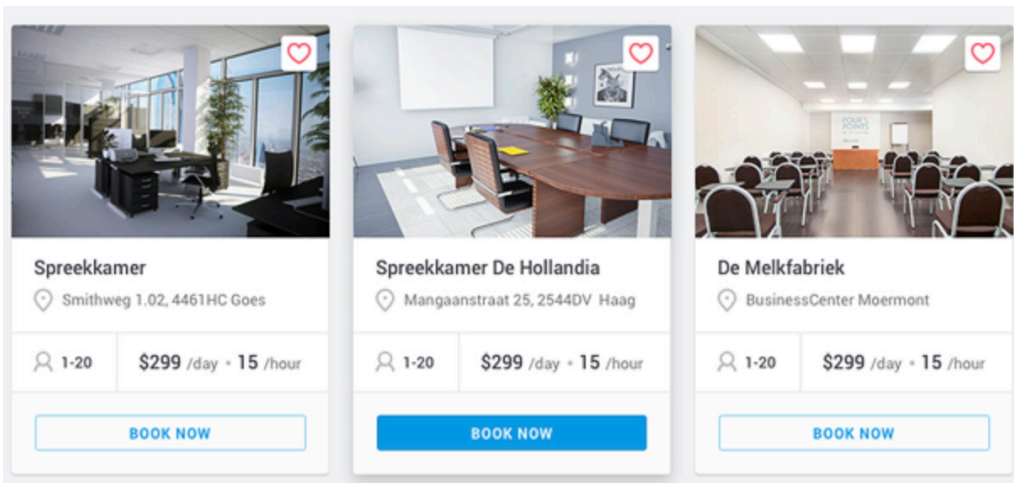 FOUR POINTS
Spreekkamer
Smithweg 1.02, 4461HC Goes
1-20
$299 /day • 15 /hour
BOOK NOW
Spreekkamer De Hollandia
Mangaanstraat 25, 2544DV Haag
1-20
$299 /day • 15 /hour
BOOK NOW
De Melkfabriek
BusinessCenter Moermont
1-20
$299 /day • 15 /hour
BOOK NOW